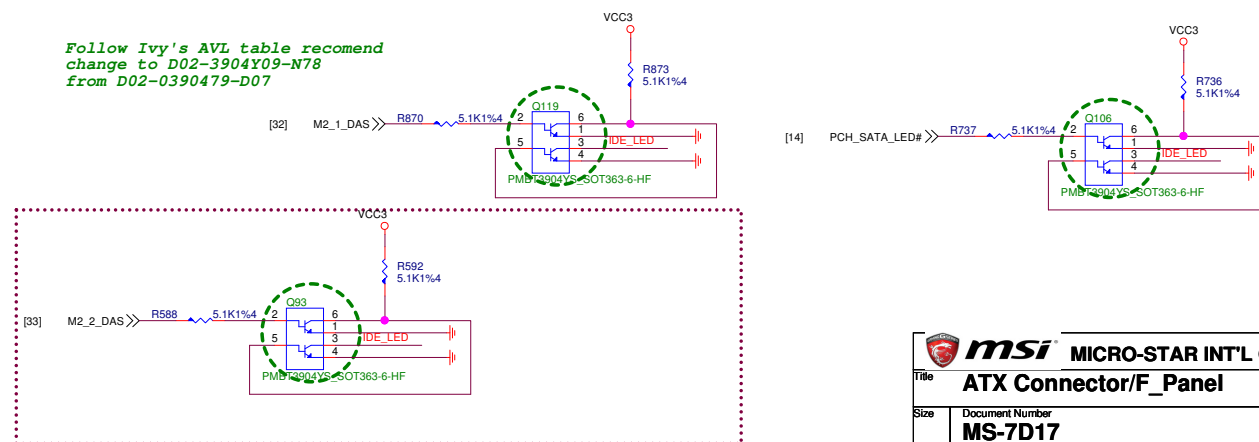 Follow Ivy's AVL table recomend
change to D02-3904Y09-N78
from D02-0390479-D07
VCC3
R873
5.1K1%4
[32] M2_1_DAS R870 5.1K1%4
Q119
2 6
1
5 3 IDE_LED
4
PMBT3904YS_SOT363-6-HF
VCC3
R736
5.1K1%4
[14] PCH_SATA_LED# R737 5.1K1%4
Q106
2 6
1
5 3 IDE_LED
4
PMBT3904YS_SOT363-6-HF
VCC3
R592
5.1K1%4
[33] M2_2_DAS R588 5.1K1%4
Q93
2 6
1
5 3 IDE_LED
4
PMBT3904YS_SOT363-6-HF
msi MICRO-STAR INT'L
Title ATX Connector/F_Panel
Size Document Number
MS-7D17